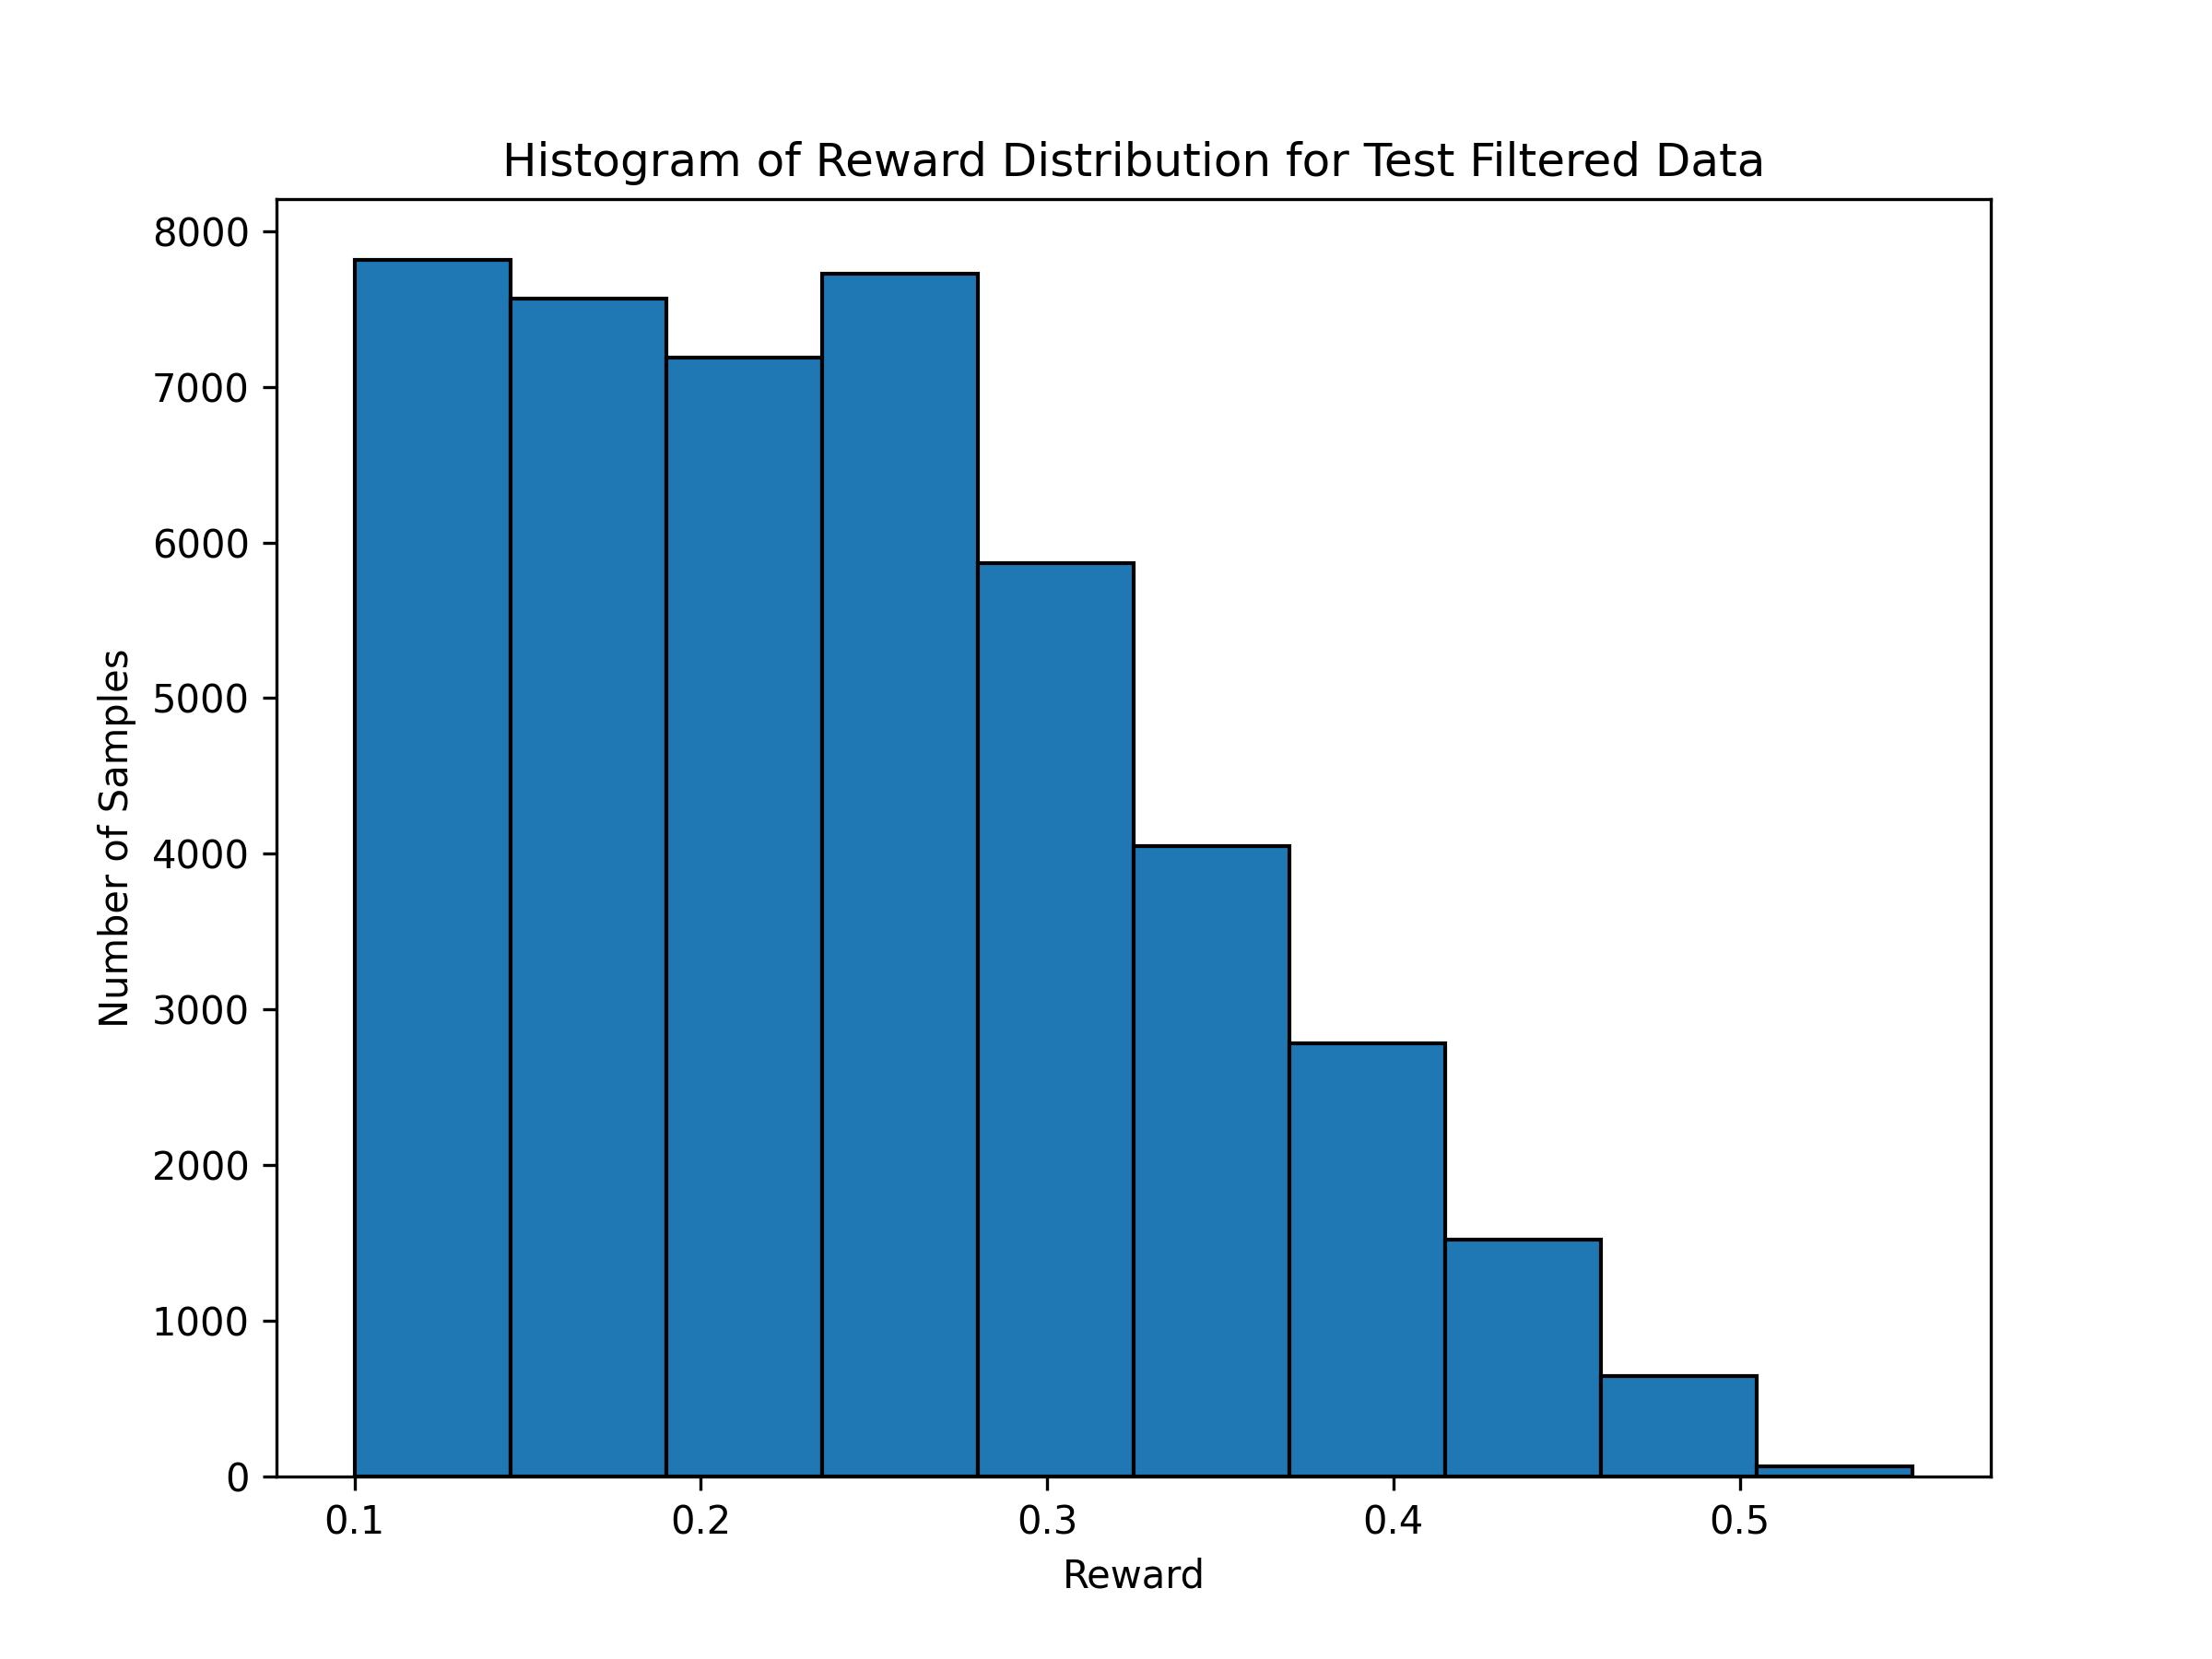 Histogram of Reward Distribution for Test Filtered Data
8000
7000
6000
5000
4000
3000
2000
1000
0
Number of Samples
0.1 0.2 0.3 0.4 0.5
Reward